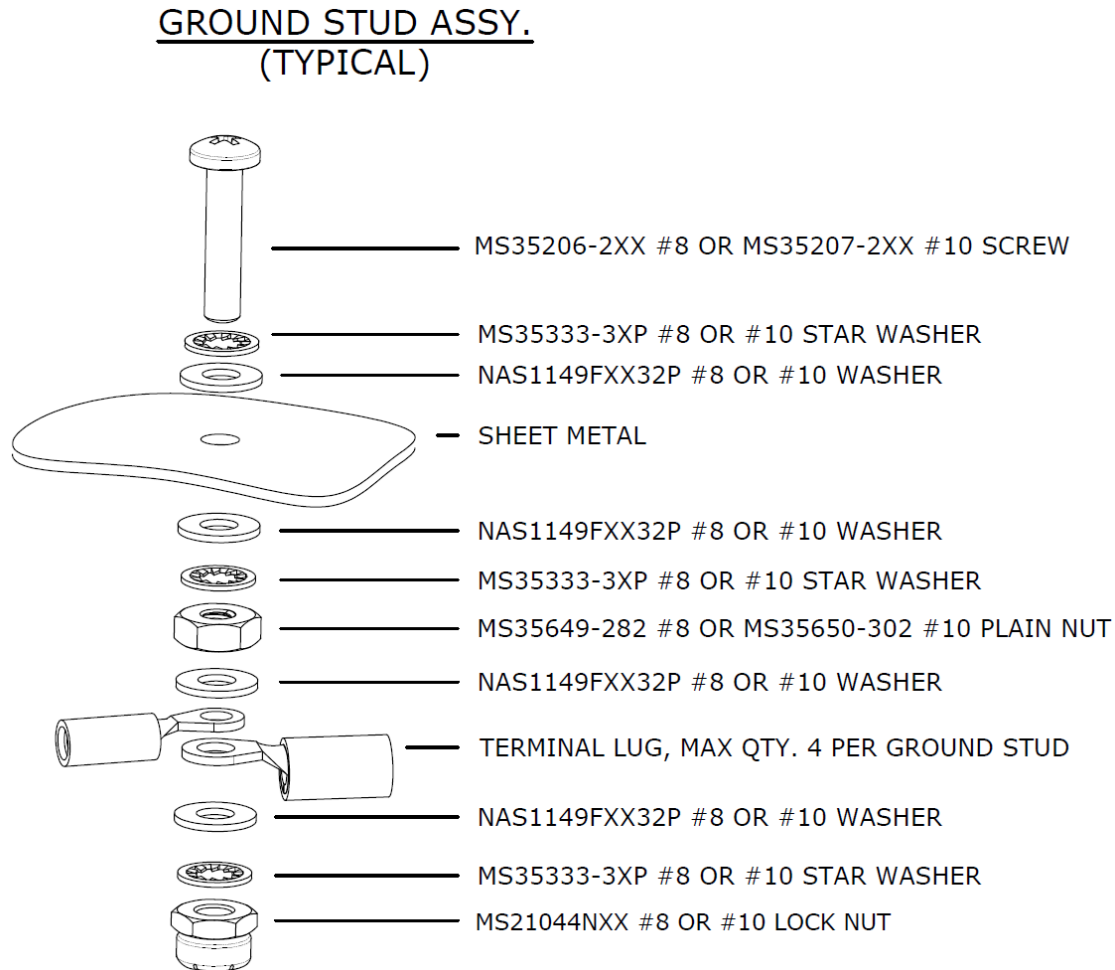 GROUND STUD ASSY.
(TYPICAL)
MS35206-2XX #8 OR MS35207-2XX #10 SCREW
MS35333-3XP #8 OR #10 STAR WASHER
NAS1149FXX32P #8 OR #10 WASHER
SHEET METAL
NAS1149FXX32P #8 OR #10 WASHER
MS35333-3XP #8 OR #10 STAR WASHER
MS35649-282 #8 OR MS35650-302 #10 PLAIN NUT
NAS1149FXX32P #8 OR #10 WASHER
TERMINAL LUG, MAX QTY. 4 PER GROUND STUD
NAS1149FXX32P #8 OR #10 WASHER
MS35333-3XP #8 OR #10 STAR WASHER
MS21044NXX #8 OR #10 LOCK NUT